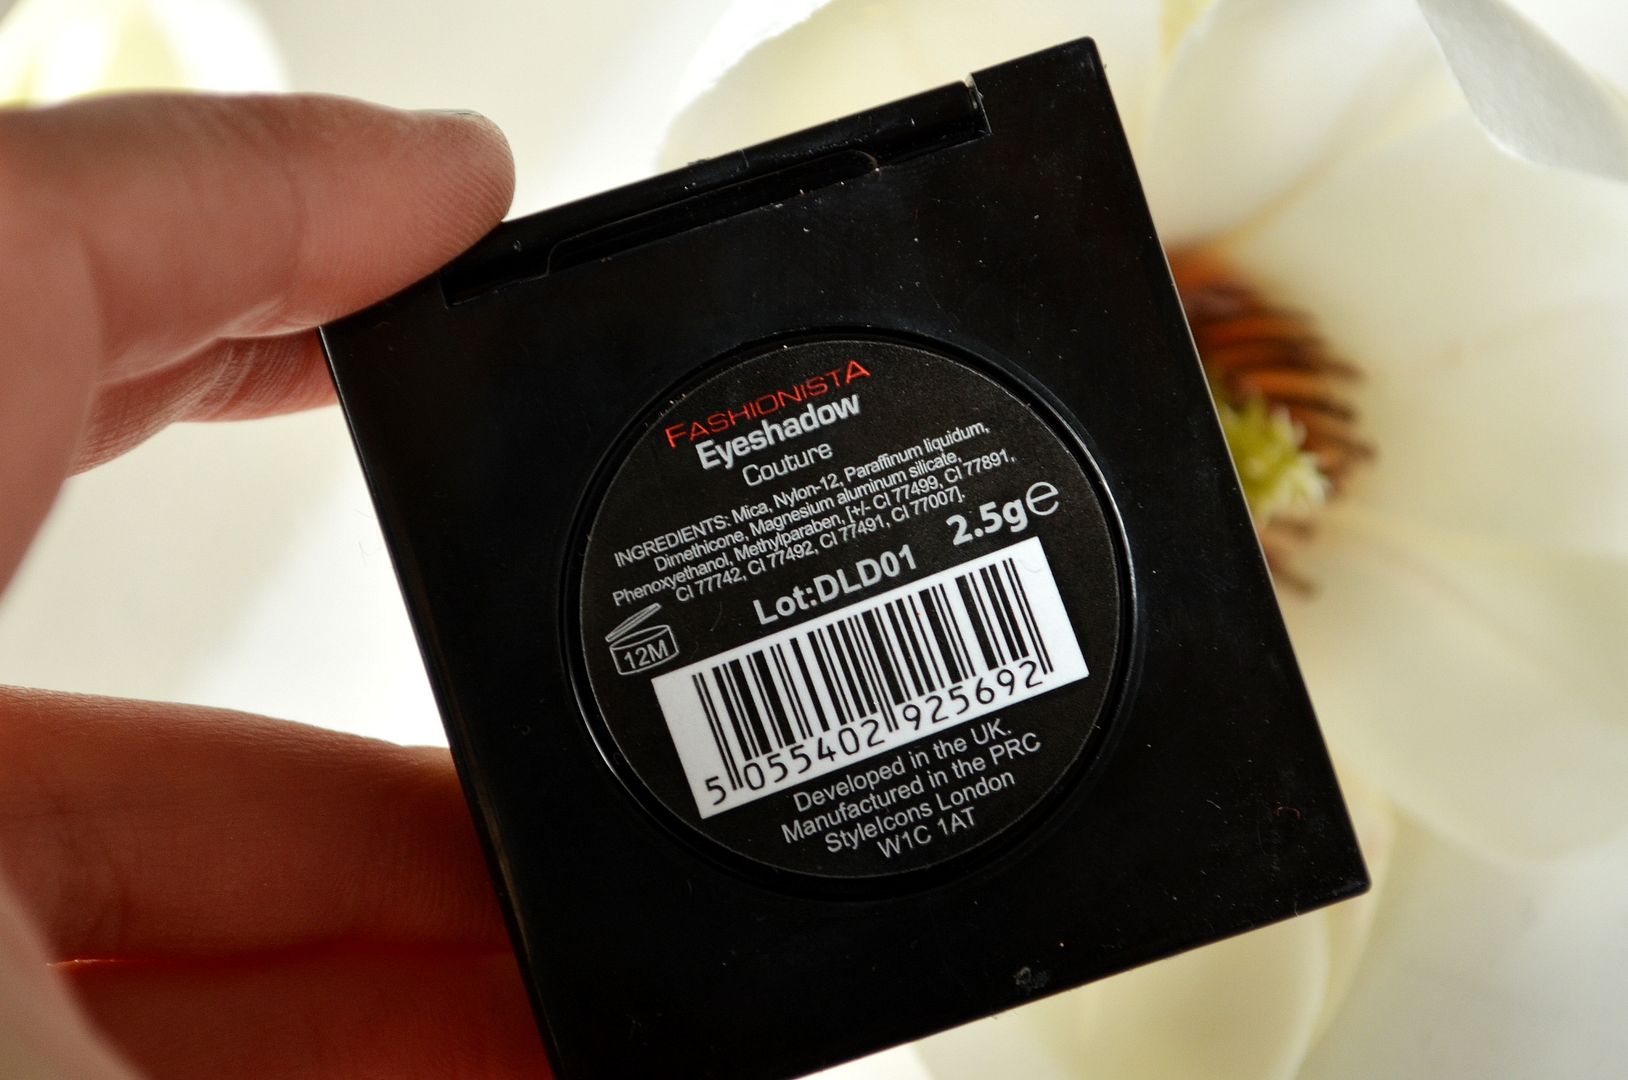 FASHIONISTA
Eyeshadow
Couture
INGREDIENTS: Mica, Nylon-12, Paraffinum liquidum,
Dimethicone, Magnesium aluminum silicate,
Phenoxyethanol, Methylparaben, [+/- CI 77499, CI 77891,
CI 77742, CI 77492, CI 77491, CI 77007].
Lot:DLD01 2.5g℮
12M
5 055402 925692
Developed in the UK.
Manufactured in the PRC
StyleIcons London
W1C 1AT